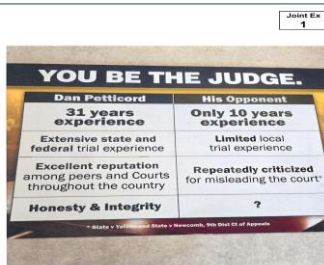 Joint Ex
1
YOU BE THE JUDGE.
Dan Petticord
His Opponent
31 years
experience
Only 10 years
experience
Extensive state and
federal trial experience
Limited local
trial experience
Excellent reputation
among peers and Courts
throughout the country
Repeatedly criticized
for misleading the court*
Honesty & Integrity
?
* State v and State v Newcomb, 9th Dist Ct of Appeals